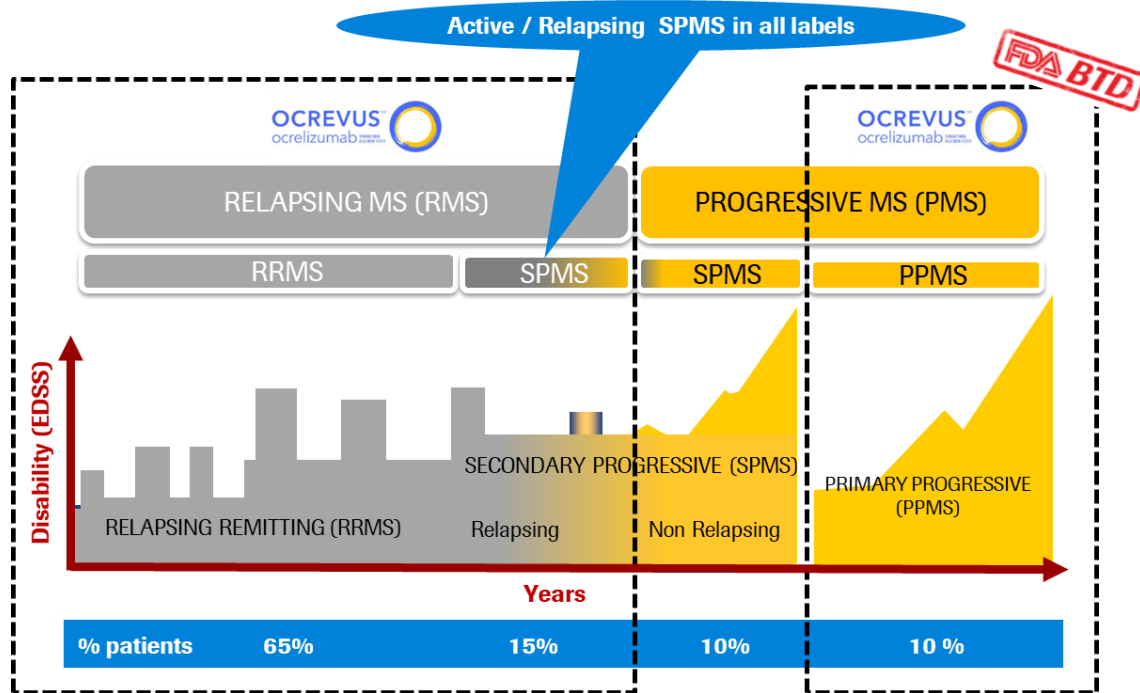 Active / Relapsing SPMS in all labels
FDA BTD
OCREVUS™
ocrelizumab
OCREVUS™
ocrelizumab
RELAPSING MS (RMS)
PROGRESSIVE MS (PMS)
RRMS
SPMS
SPMS
PPMS
Disability (EDSS)
SECONDARY PROGRESSIVE (SPMS)
PRIMARY PROGRESSIVE
(PPMS)
RELAPSING REMITTING (RRMS)
Relapsing
Non Relapsing
Years
% patients 65% 15% 10% 10 %